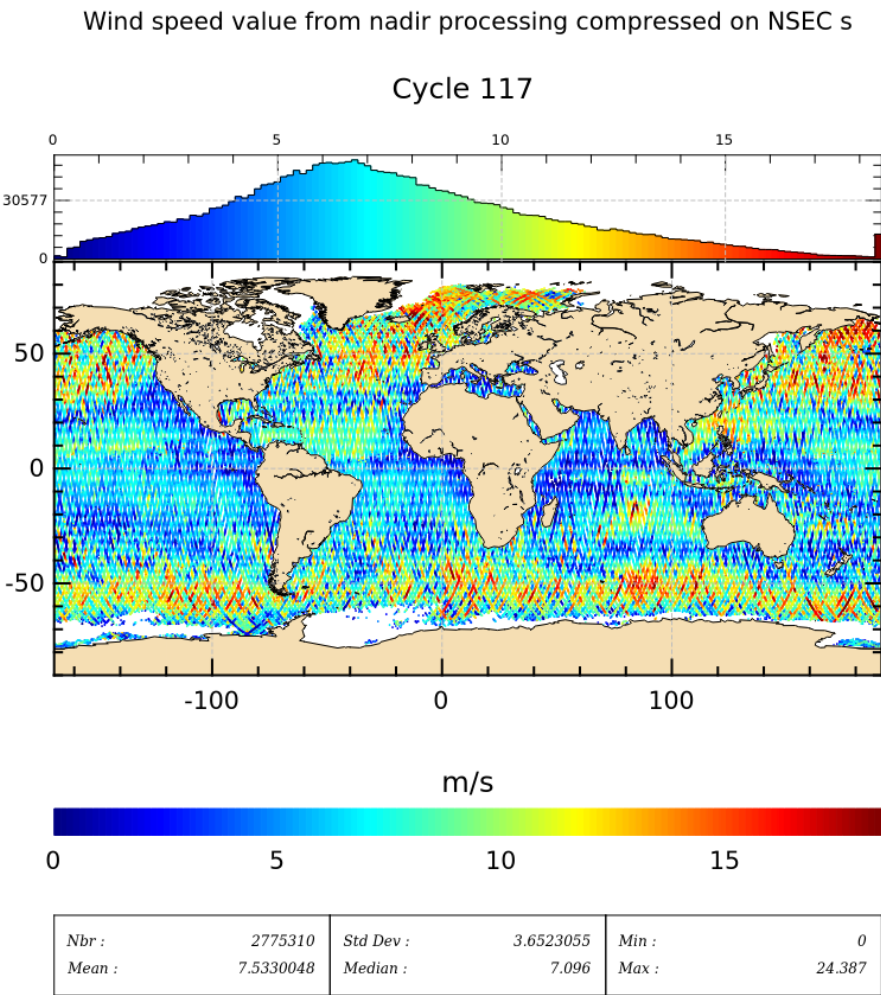 Wind speed value from nadir processing compressed on NSEC s
Cycle 117
0 5 10 15
30577
0
50
0
-50
-100 0 100
m/s
0 5 10 15
Nbr : 2775310 Std Dev : 3.6523055 Min : 0
Mean : 7.5330048 Median : 7.096 Max : 24.387